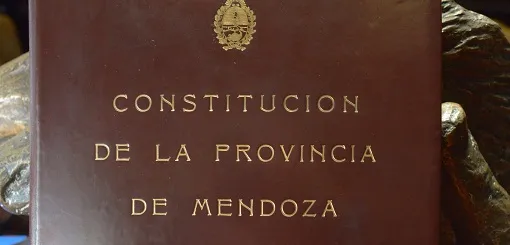 CONSTITUCION
DE LA PROVINCIA
DE MENDOZA